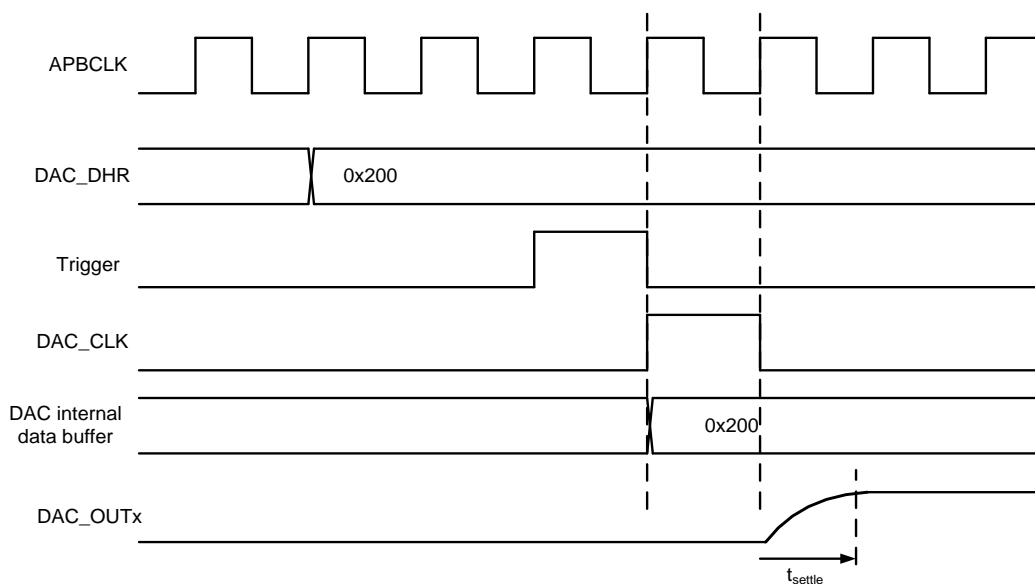 APBCLK
DAC_DHR
0x200
Trigger
DAC_CLK
DAC internal
data buffer
0x200
DAC_OUTx
tsettle